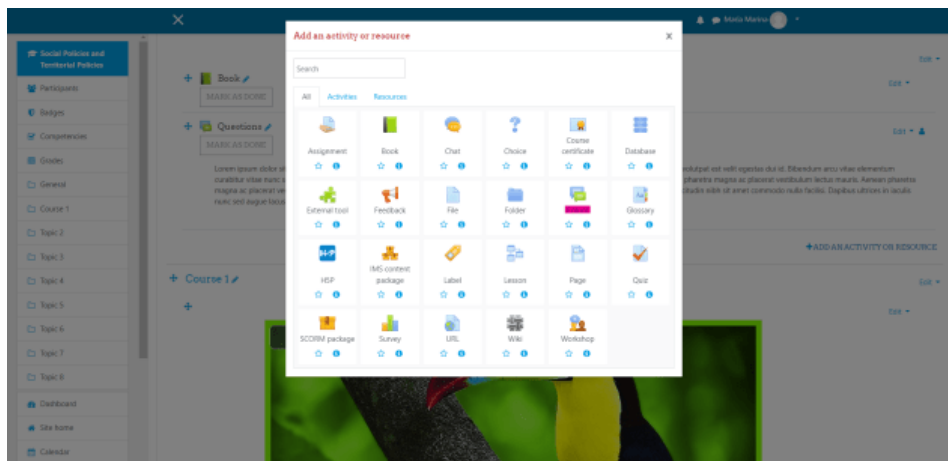 Maria Marina
Add an activity or resource
x
Search
All Activities Resources
Assignment Book Chat Choice Course certificate Database
External tool Feedback File Folder Glossary
H5P IMS content package Label Lesson Page Quiz
SCORM package Survey URL Wiki Workshop
Social Policies and
Territorial Policies
Participants
Badges
Competencies
Grades
General
Course 1
Topic 2
Topic 3
Topic 4
Topic 5
Topic 6
Topic 7
Topic 8
Dashboard
Site home
Calendar
Edit
Book
Edit
MARK AS DONE
Questions
Edit
MARK AS DONE
+ADD AN ACTIVITY OR RESOURCE
Course 1
Edit
Edit